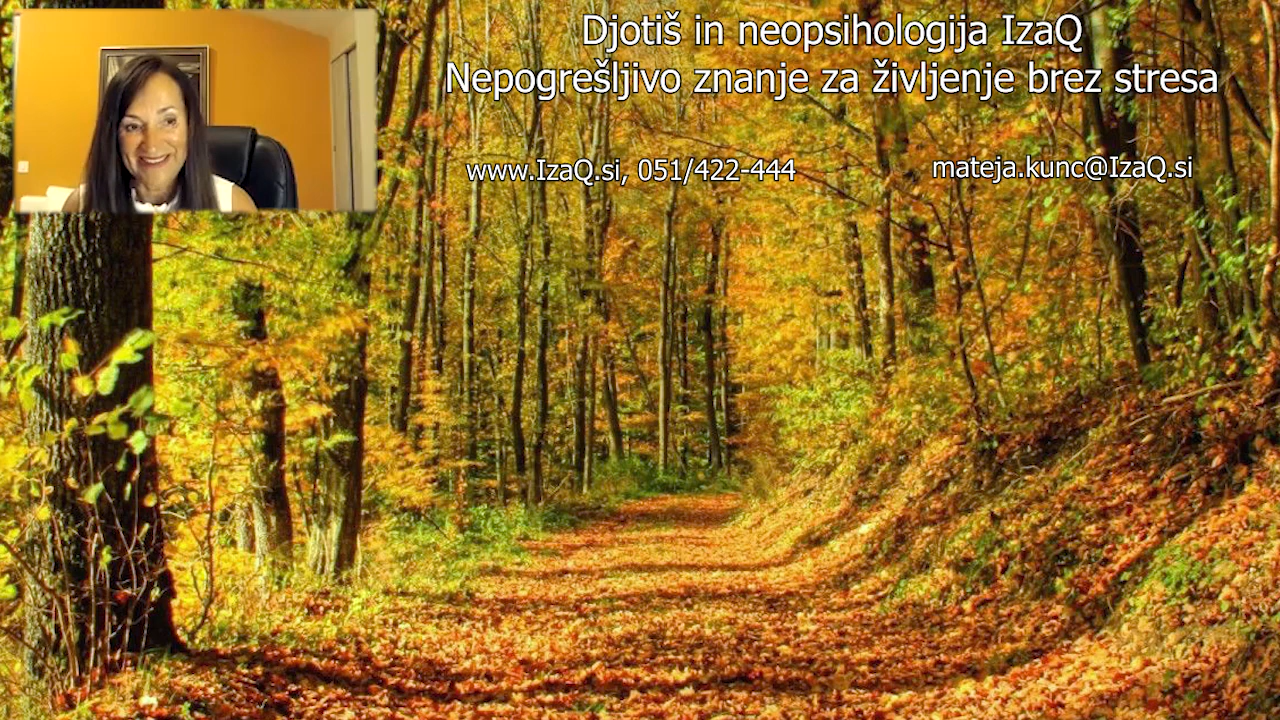 Djotiš in neopsihologija IzaQ
Nepogrešljivo znanje za življenje brez stresa
www.IzaQ.si, 051/422-444
mateja.kunc@IzaQ.si